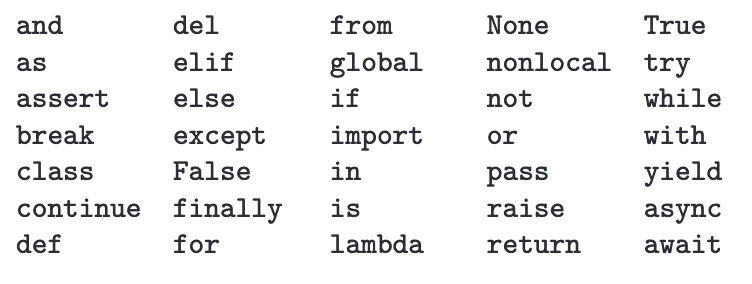 and del from None True
as elif global nonlocal try
assert else if not while
break except import or with
class False in pass yield
continue finally is raise async
def for lambda return await